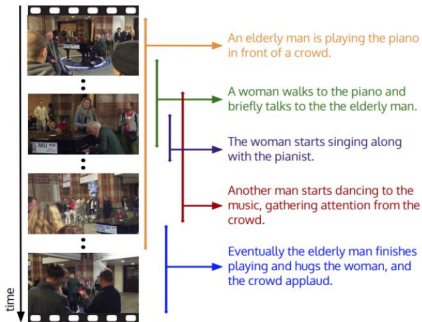 An elderly man is playing the piano
in front of a crowd.
A woman walks to the piano and
briefly talks to the the elderly man.
The woman starts singing along
with the pianist.
Another man starts dancing to the
music, gathering attention from the
crowd.
Eventually the elderly man finishes
playing and hugs the woman, and
the crowd applaud.
time
MU